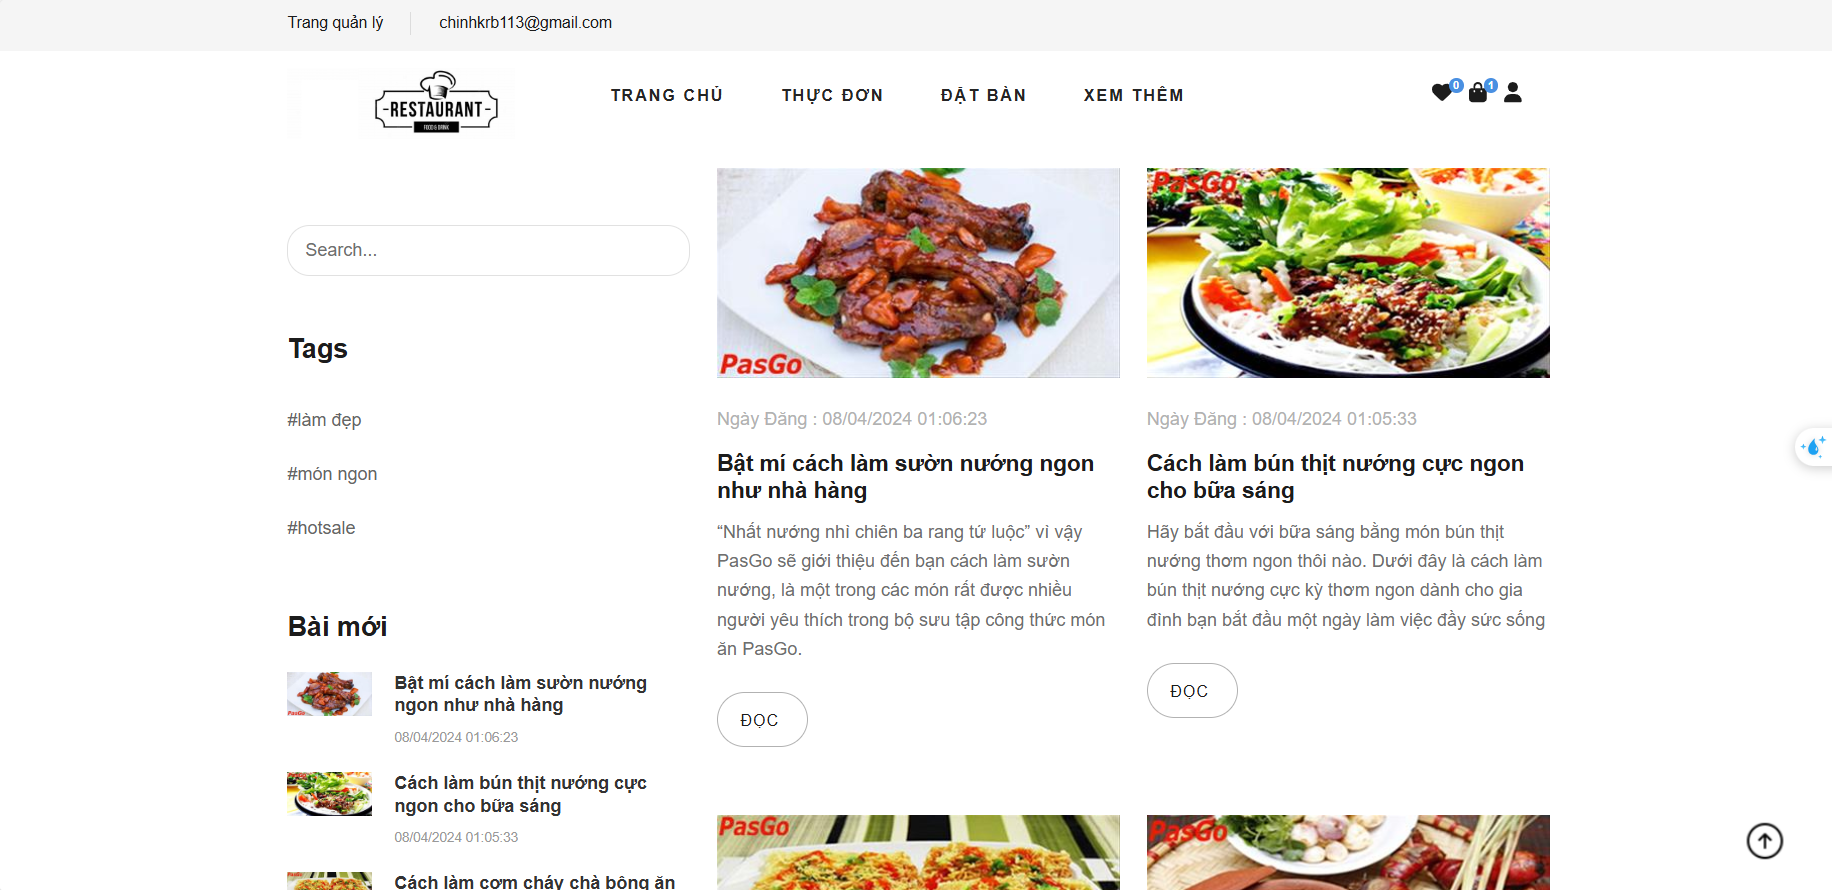 Trang quản lý
chinhkrb113@gmail.com
RESTAURANT
FOOD & DRINK
TRANG CHỦ
THỰC ĐƠN
ĐẶT BÀN
XEM THÊM
0
1
Search...
Tags
#làm đẹp
#món ngon
#hotsale
Bài mới
PasGo
Bật mí cách làm sườn nướng
ngon như nhà hàng
08/04/2024 01:06:23
PasGo
Cách làm bún thịt nướng cực
ngon cho bữa sáng
08/04/2024 01:05:33
PasGo
Cách làm cơm cháy chà bông ăn
PasGo
Ngày Đăng : 08/04/2024 01:06:23
Bật mí cách làm sườn nướng ngon
như nhà hàng
“Nhất nướng nhì chiên ba rang tứ luộc” vì vậy
PasGo sẽ giới thiệu đến bạn cách làm sườn
nướng, là một trong các món rất được nhiều
người yêu thích trong bộ sưu tập công thức món
ăn PasGo.
ĐỌC
PasGo
Ngày Đăng : 08/04/2024 01:05:33
Cách làm bún thịt nướng cực ngon
cho bữa sáng
Hãy bắt đầu với bữa sáng bằng món bún thịt
nướng thơm ngon thôi nào. Dưới đây là cách làm
bún thịt nướng cực kỳ thơm ngon dành cho gia
đình bạn bắt đầu một ngày làm việc đầy sức sống
ĐỌC
PasGo
PasGo